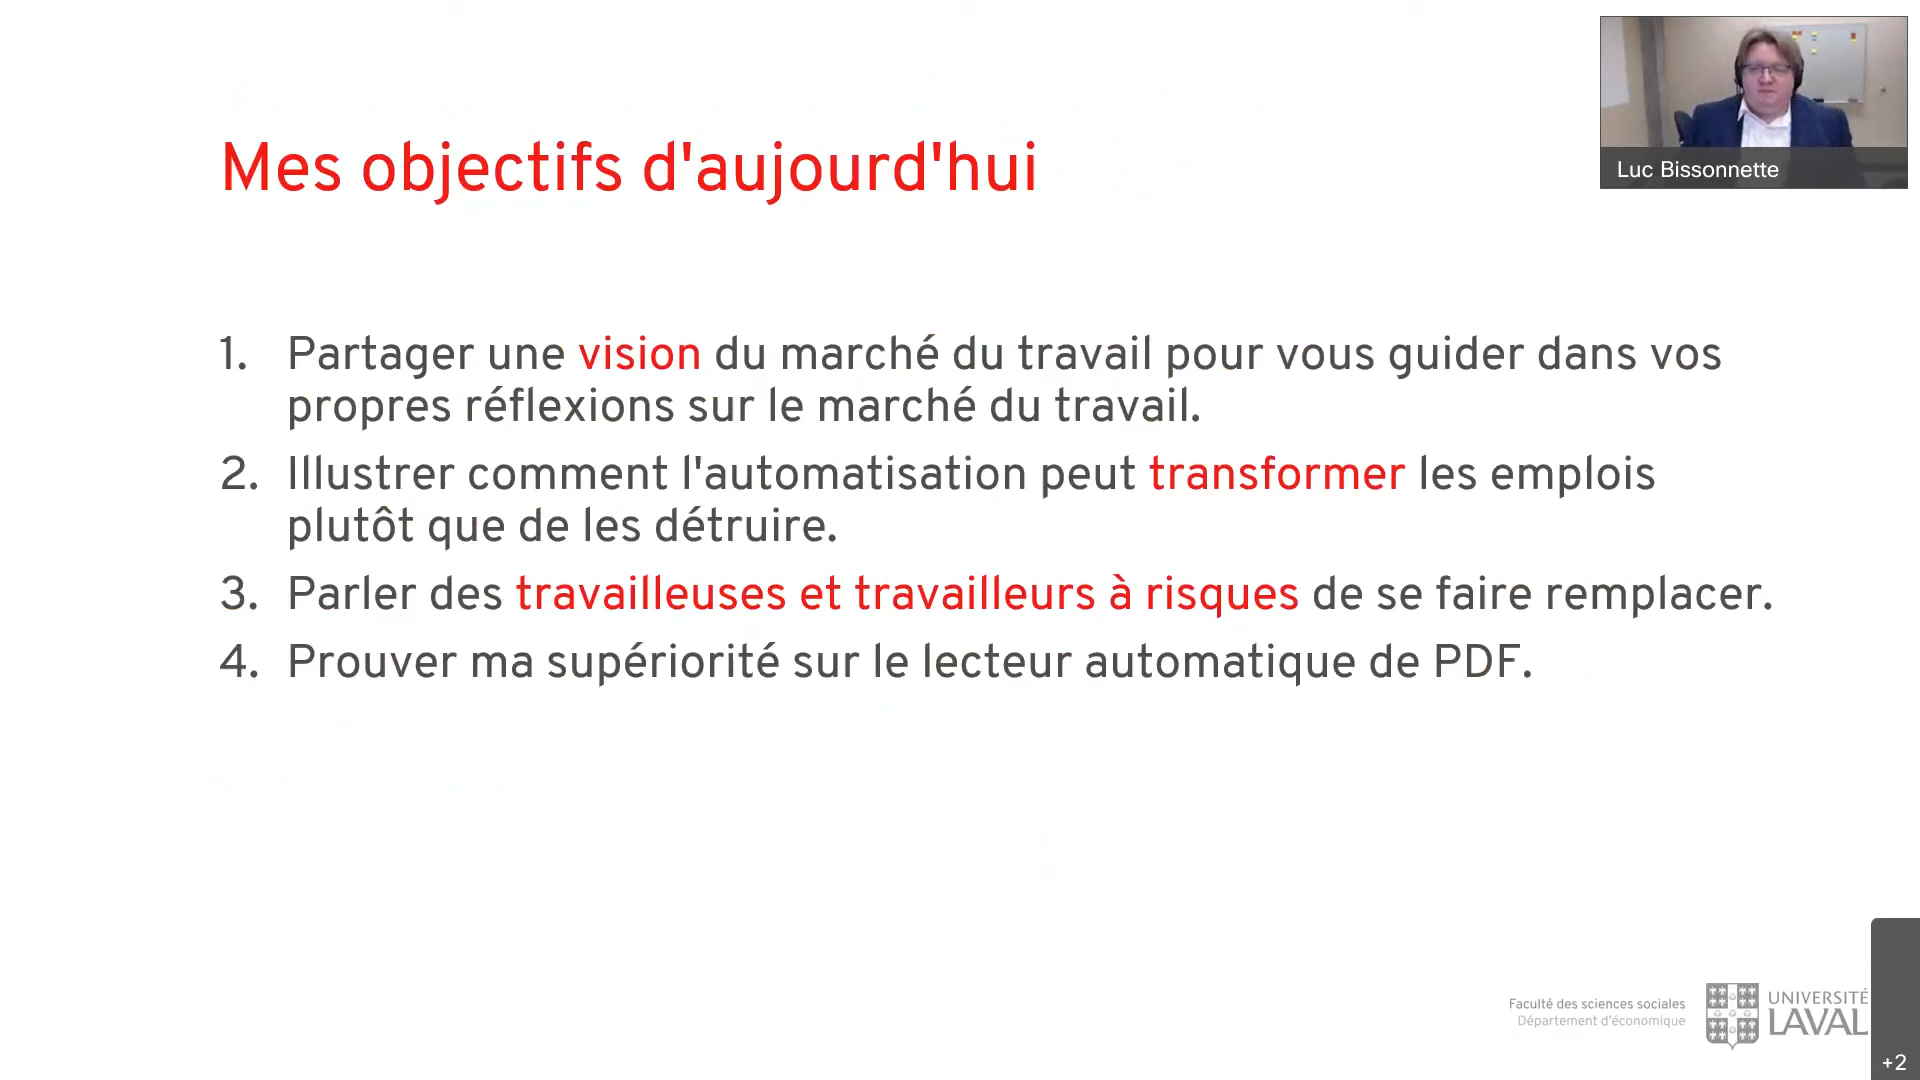 Mes objectifs d'aujourd'hui
Luc Bissonnette
1. Partager une vision du marché du travail pour vous guider dans vos
propres réflexions sur le marché du travail.
2. Illustrer comment l'automatisation peut transformer les emplois
plutôt que de les détruire.
3. Parler des travailleuses et travailleurs à risques de se faire remplacer.
4. Prouver ma supériorité sur le lecteur automatique de PDF.
Faculté des sciences sociales
Département d'économique
UNIVERSITÉ
LAVAL
+2